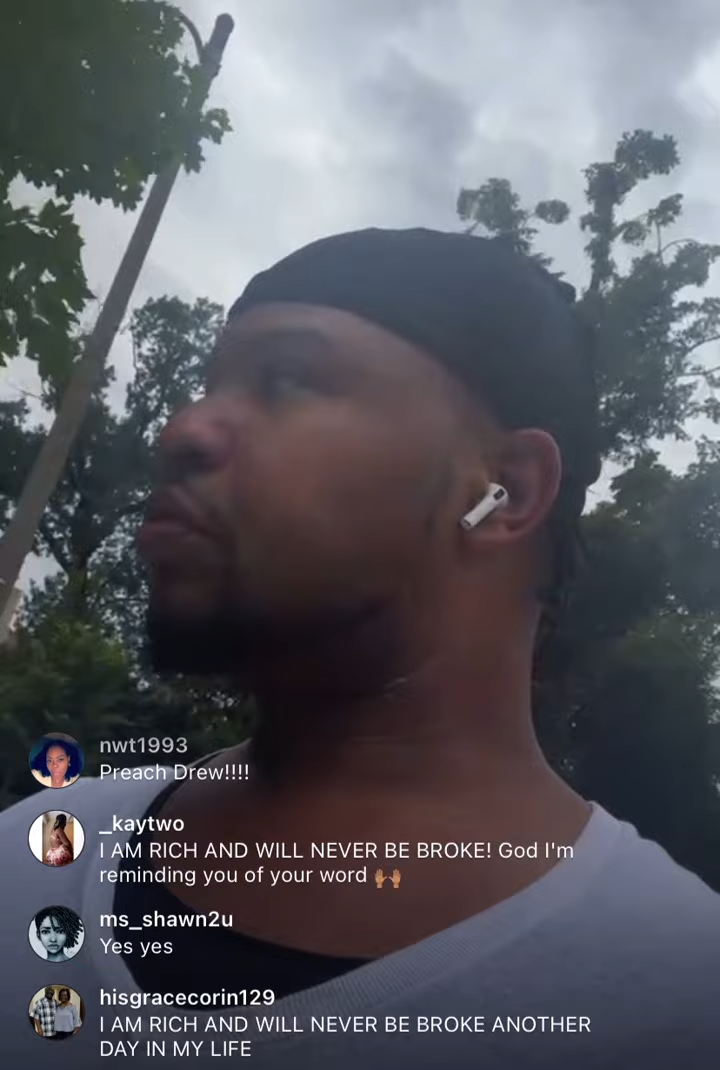 nwt1993
Preach Drew!!!!
_kaytwo
I AM RICH AND WILL NEVER BE BROKE! God I'm
reminding you of your word 🙌🏽
ms_shawn2u
Yes yes
hisgracecorin129
I AM RICH AND WILL NEVER BE BROKE ANOTHER
DAY IN MY LIFE